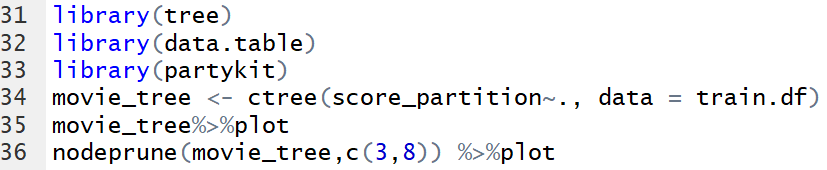 31 library(tree)
32 library(data.table)
33 library(partykit)
34 movie_tree <- ctree(score_partition~., data = train.df)
35 movie_tree%>%plot
36 nodeprune(movie_tree,c(3,8)) %>%plot